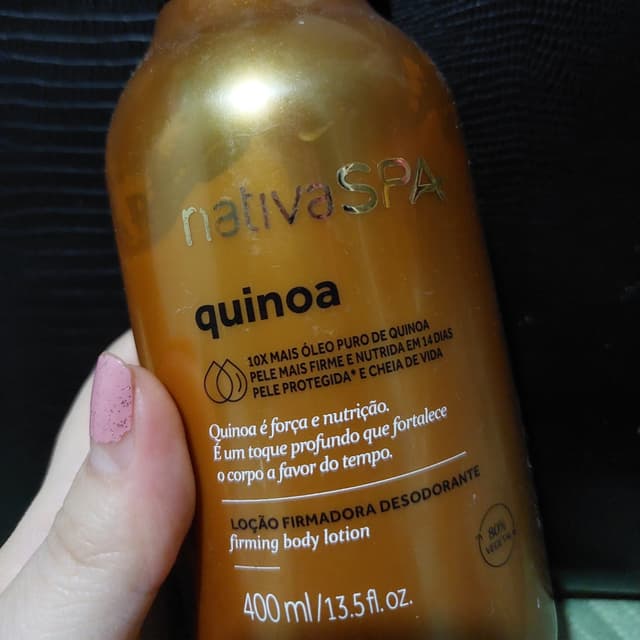 nativaSPA
quinoa
10X MAIS ÓLEO PURO DE QUINOA
PELE MAIS FIRME E NUTRIDA EM 14 DIAS
PELE PROTEGIDA* E CHEIA DE VIDA
Quinoa é força e nutrição.
É um toque profundo que fortalece
o corpo a favor do tempo.
LOÇÃO FIRMADORA DESODORANTE
firming body lotion
80%
VEGETAL
400 ml/13.5 fl. oz.